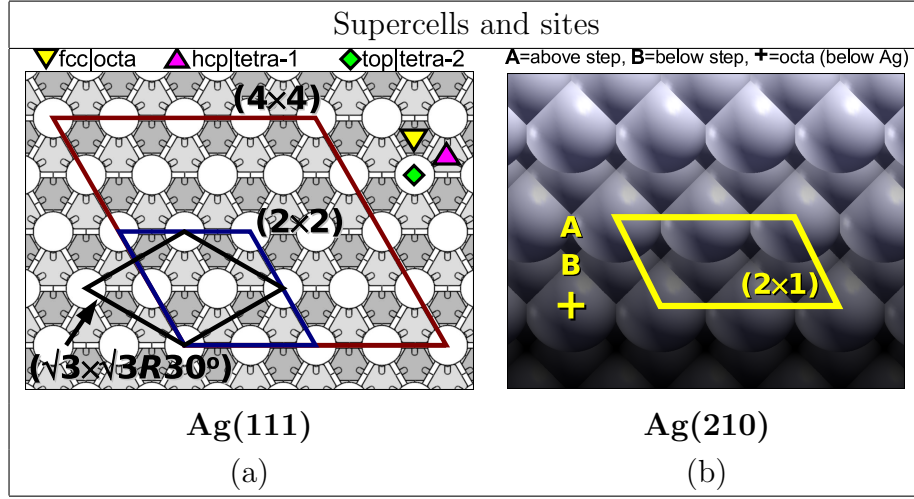 Supercells and sites
fcc|octa hcp|tetra-1 top|tetra-2
A=above step, B=below step, +=octa (below Ag)
(4×4)
(2×2)
(√3×√3R30º)
A
B
+
(2×1)
Ag(111)
Ag(210)
(a)
(b)